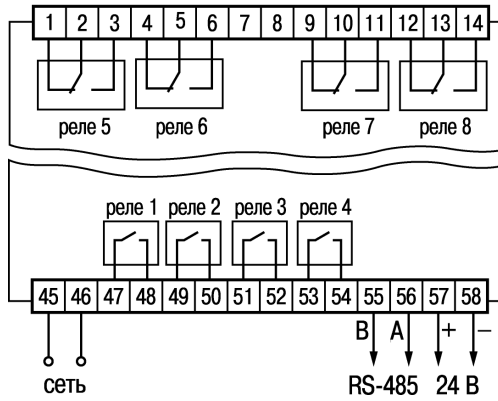 1 2 3 4 5 6 7 8 9 10 11 12 13 14
реле 5 реле 6 реле 7 реле 8
реле 1 реле 2 реле 3 реле 4
45 46 47 48 49 50 51 52 53 54 55 56 57 58
B A + −
сеть RS-485 24 В